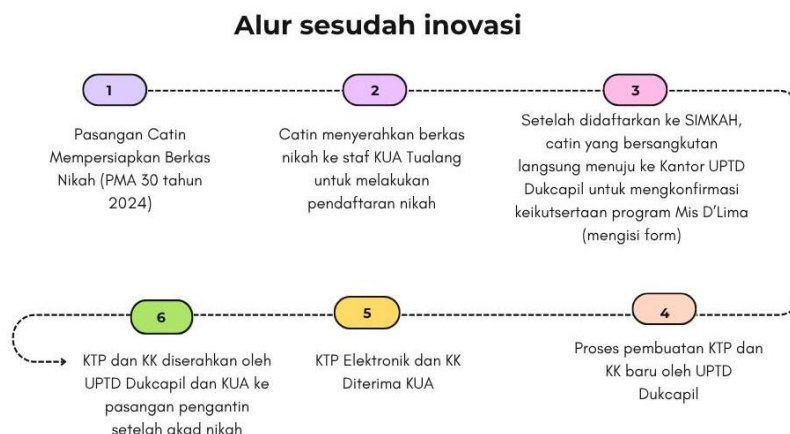 Alur sesudah inovasi
1
Pasangan Catin
Mempersiapkan Berkas
Nikah (PMA 30 tahun
2024)
2
Catin menyerahkan berkas
nikah ke staf KUA Tualang
untuk melakukan
pendaftaran nikah
3
Setelah didaftarkan ke SIMKAH,
catin yang bersangkutan
langsung menuju ke Kantor UPTD
Dukcapil untuk mengkonfirmasi
keikutsertaan program Mis D'Lima
(mengisi form)
4
Proses pembuatan KTP dan
KK baru oleh UPTD
Dukcapil
5
KTP Elektronik dan KK
Diterima KUA
6
KTP dan KK diserahkan oleh
UPTD Dukcapil dan KUA ke
pasangan pengantin
setelah akad nikah